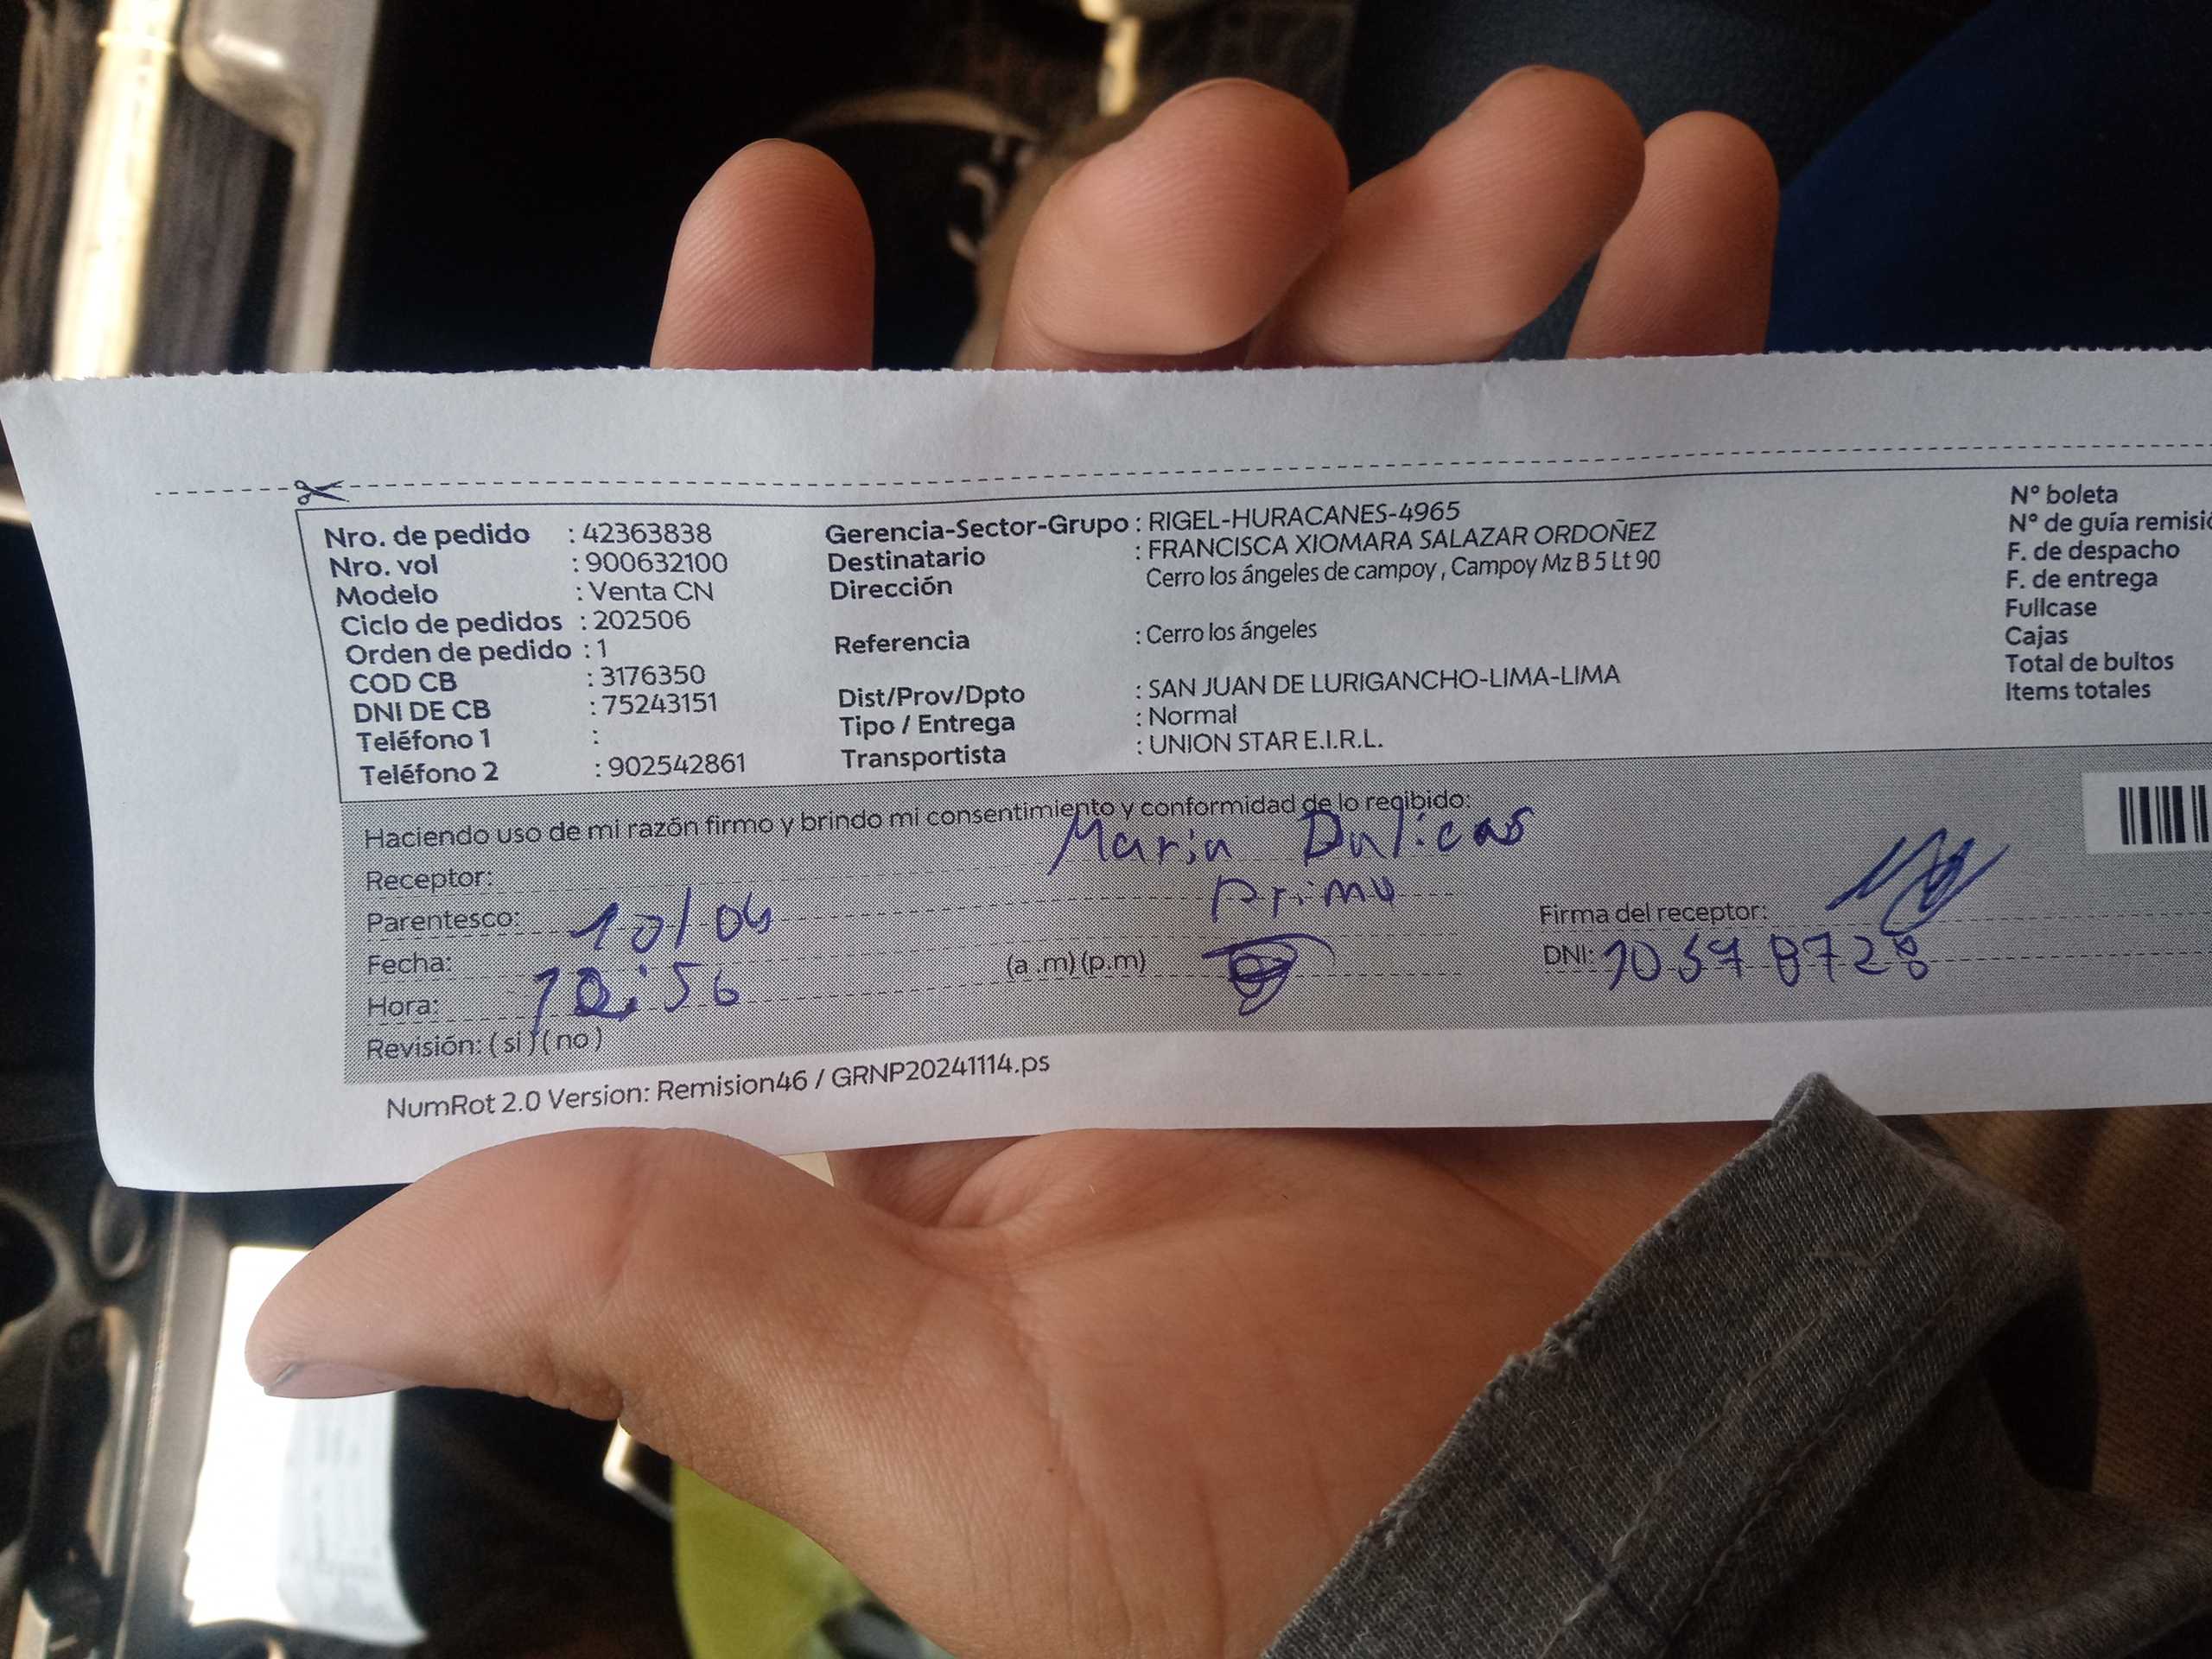 Nro. de pedido : 42363838
Nro. vol : 900632100
Modelo : Venta CN
Ciclo de pedidos : 202506
Orden de pedido : 1
COD CB : 3176350
DNI DE CB : 75243151
Teléfono 1 :
Teléfono 2 : 902542861
Gerencia-Sector-Grupo : RIGEL-HURACANES-4965
Destinatario : FRANCISCA XIOMARA SALAZAR ORDOÑEZ
Dirección Cerro los ángeles de campoy , Campoy Mz B 5 Lt 90
Referencia : Cerro los ángeles
Dist/Prov/Dpto : SAN JUAN DE LURIGANCHO-LIMA-LIMA
Tipo / Entrega : Normal
Transportista : UNION STAR E.I.R.L.
N° boleta
N° de guía remisió
F. de despacho
F. de entrega
Fullcase
Cajas
Total de bultos
Items totales
Haciendo uso de mi razón firmo y brindo mi consentimiento y conformidad de lo recibido:
Receptor: Maria
Parentesco: 10/04 primo
Firma del receptor:
Fecha: (a .m) (p.m)
DNI: 10578728
Hora: :56
Revisión: ( si ) ( no )
NumRot 2.0 Version: Remision46 / GRNP20241114.ps